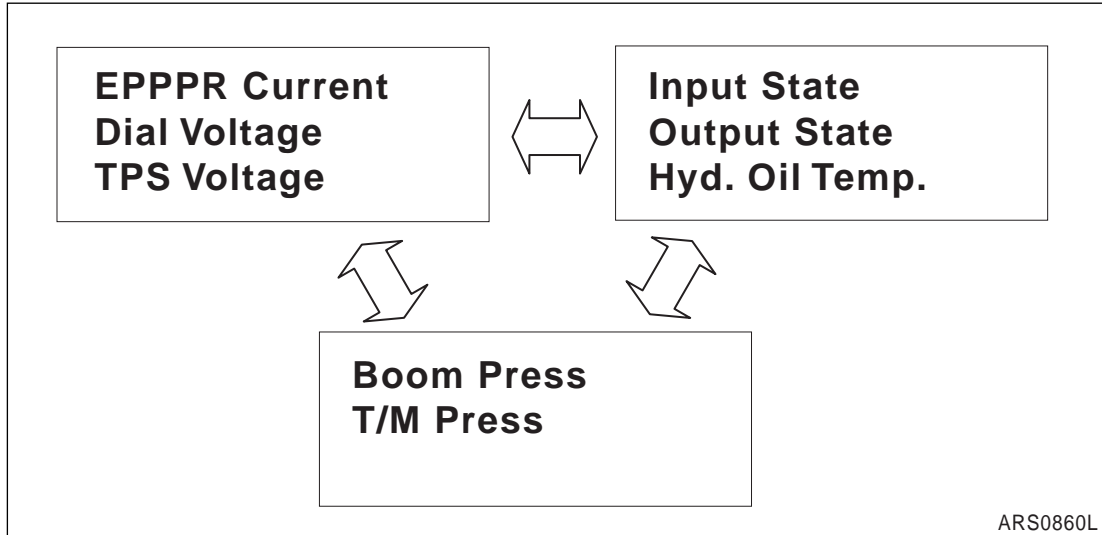 EPPPR Current
Dial Voltage
TPS Voltage
Input State
Output State
Hyd. Oil Temp.
Boom Press
T/M Press
ARS0860L